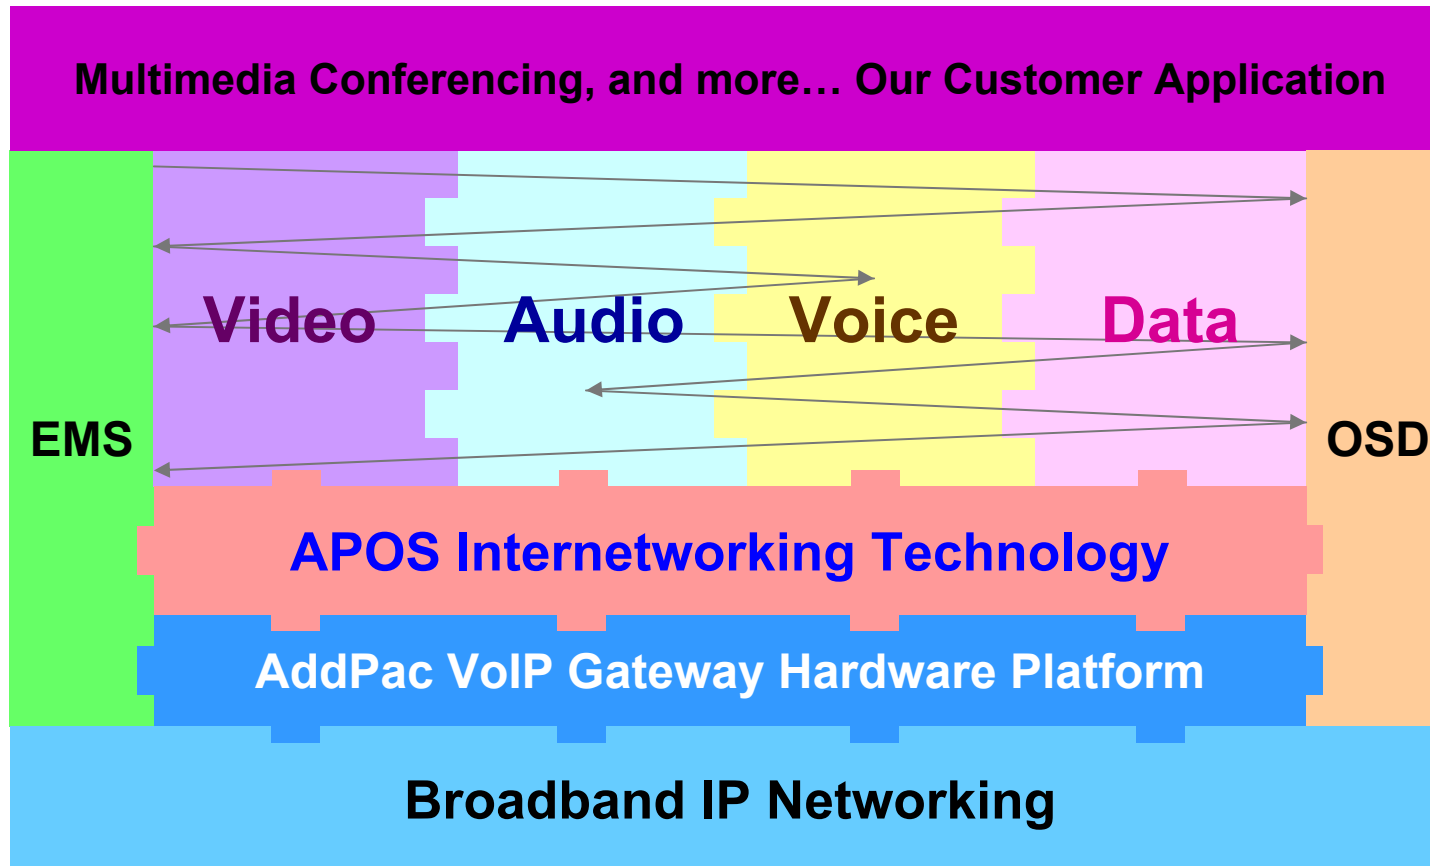 Multimedia Conferencing, and more… Our Customer Application
Video Audio Voice Data
EMS
OSD
APOS Internetworking Technology
AddPac VoIP Gateway Hardware Platform
Broadband IP Networking